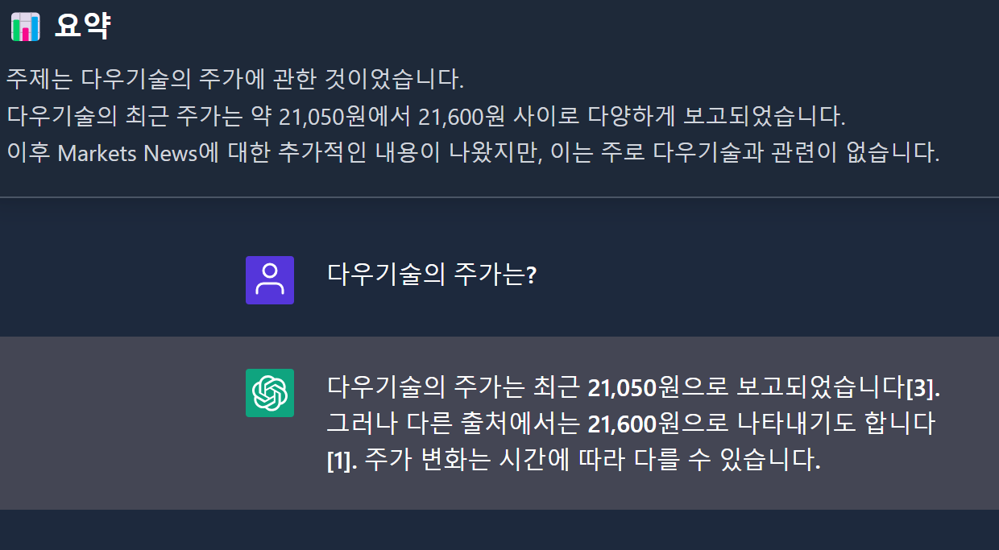 요약
주제는 다우기술의 주가에 관한 것이었습니다.
다우기술의 최근 주가는 약 21,050원에서 21,600원 사이로 다양하게 보고되었습니다.
이후 Markets News에 대한 추가적인 내용이 나왔지만, 이는 주로 다우기술과 관련이 없습니다.
다우기술의 주가는?
다우기술의 주가는 최근 21,050원으로 보고되었습니다[3].
그러나 다른 출처에서는 21,600원으로 나타내기도 합니다
[1]. 주가 변화는 시간에 따라 다를 수 있습니다.